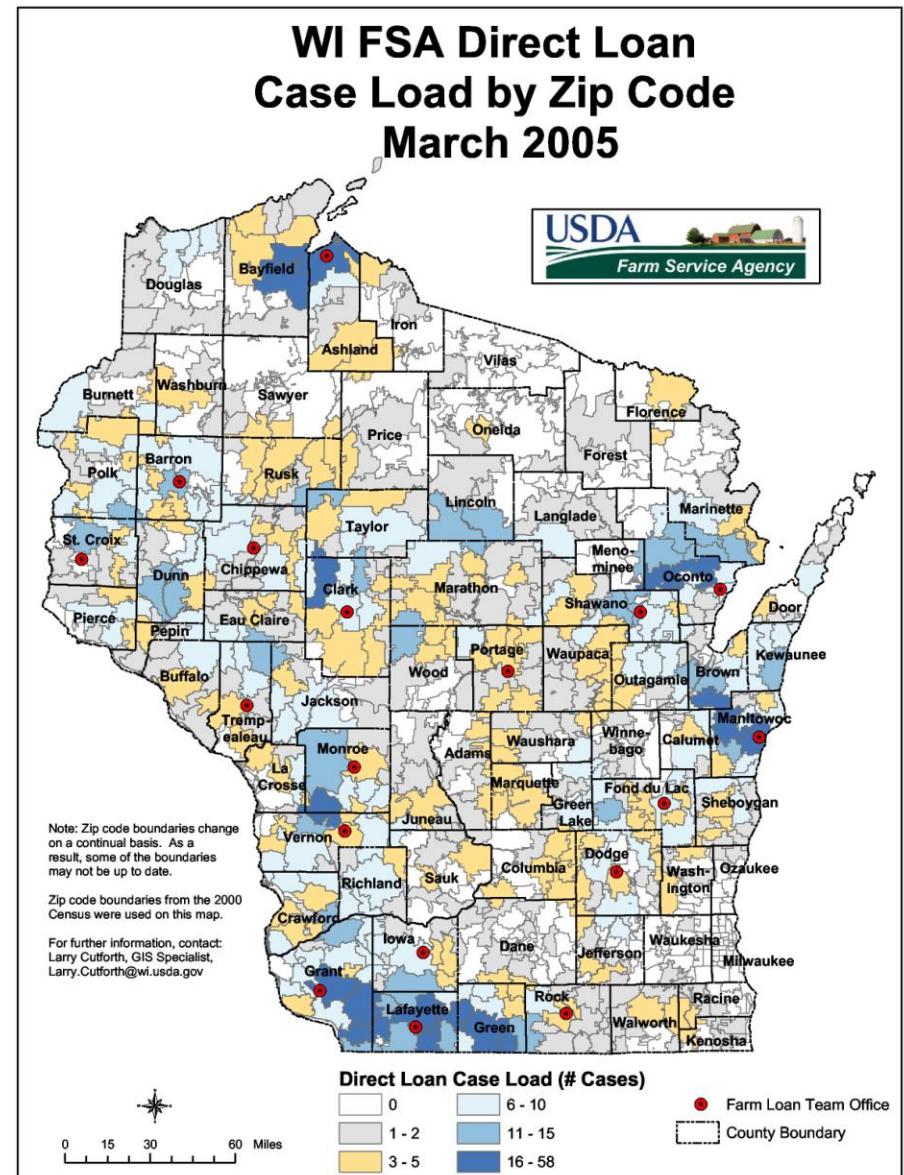 WI FSA Direct Loan
Case Load by Zip Code
March 2005
USDA
Farm Service Agency
Bayfield
Douglas
Iron
Ashland
Vilas
Washburn
Burnett
Sawyer
Florence
Price
Oneida
Forest
Barron
Polk
Rusk
Lincoln
Marinette
Taylor
Langlade
St. Croix
Meno-
minee
Chippewa
Dunn
Oconto
Clark
Marathon
Shawano
Door
Pierce
Eau Claire
Pepin
Portage
Waupaca
Kewaunee
Brown
Buffalo
Wood
Outagamie
Jackson
Tremp-
ealeau
Manitowoc
Winne-
bago
Calumet
Waushara
Adams
Monroe
La
Crosse
Marquette
Fond du Lac
Green
Lake
Sheboygan
Juneau
Vernon
Dodge
Columbia
Ozaukee
Wash-
ington
Sauk
Richland
Crawford
Iowa
Dane
Waukesha
Jefferson
Milwaukee
Grant
Rock
Racine
Lafayette
Green
Walworth
Kenosha
Note: Zip code boundaries change
on a continual basis. As a
result, some of the boundaries
may not be up to date.
Zip code boundaries from the 2000
Census were used on this map.
For further information, contact:
Larry Cutforth, GIS Specialist,
Larry.Cutforth@wi.usda.gov
Direct Loan Case Load (# Cases)
0
6 - 10
1 - 2
11 - 15
3 - 5
16 - 58
Farm Loan Team Office
County Boundary
0 15 30 60 Miles